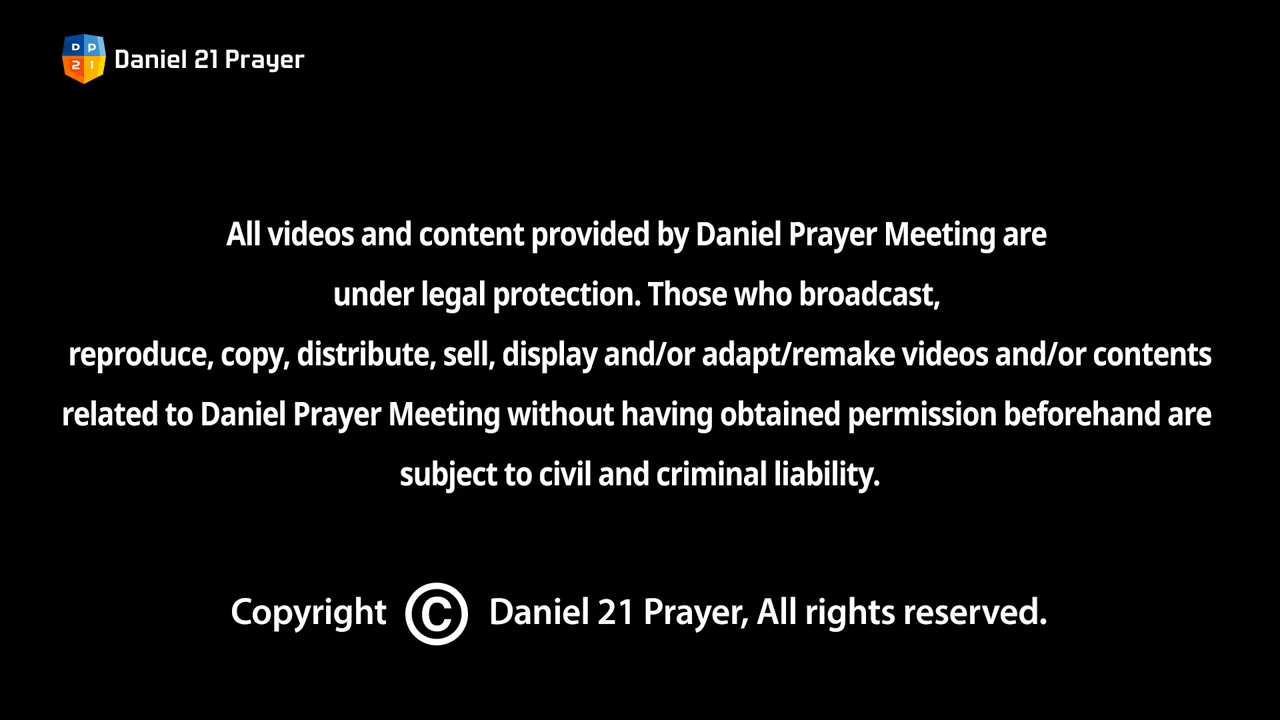 D P
2 1
Daniel 21 Prayer
All videos and content provided by Daniel Prayer Meeting are
under legal protection. Those who broadcast,
reproduce, copy, distribute, sell, display and/or adapt/remake videos and/or contents
related to Daniel Prayer Meeting without having obtained permission beforehand are
subject to civil and criminal liability.
Copyright © Daniel 21 Prayer, All rights reserved.